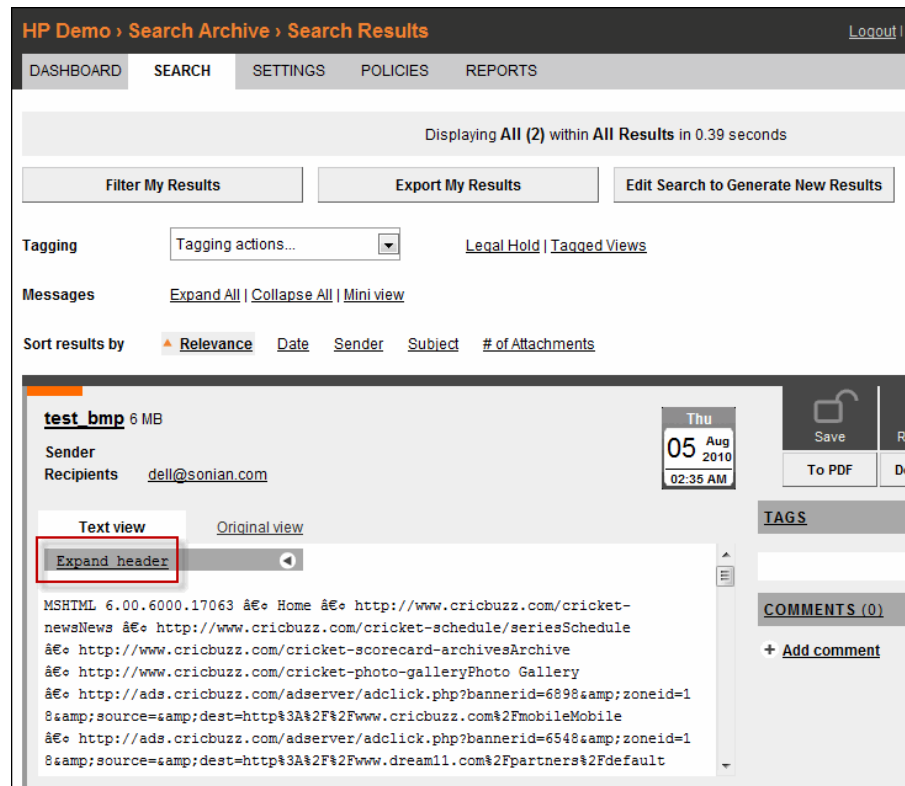 HP Demo › Search Archive › Search Results
Logout |
DASHBOARD SEARCH SETTINGS POLICIES REPORTS
Displaying All (2) within All Results in 0.39 seconds
Filter My Results Export My Results Edit Search to Generate New Results
Tagging Tagging actions... Legal Hold | Tagged Views
Messages Expand All | Collapse All | Mini view
Sort results by Relevance Date Sender Subject # of Attachments
test_bmp 6 MB
Sender
Recipients dell@sonian.com
Thu
05 Aug 2010
02:35 AM
Save R
To PDF D
Text view Original view
Expand header
MSHTML 6.00.6000.17063 â€¢ Home â€¢ http://www.cricbuzz.com/cricket-
newsNews â€¢ http://www.cricbuzz.com/cricket-schedule/seriesSchedule
â€¢ http://www.cricbuzz.com/cricket-scorecard-archivesArchive
â€¢ http://www.cricbuzz.com/cricket-photo-galleryPhoto Gallery
â€¢ http://ads.cricbuzz.com/adserver/adclick.php?bannerid=6898&amp;zoneid=1
8&amp;source=&amp;dest=http%3A%2F%2Fwww.cricbuzz.com%2FmobileMobile
â€¢ http://ads.cricbuzz.com/adserver/adclick.php?bannerid=6548&amp;zoneid=1
8&amp;source=&amp;dest=http%3A%2F%2Fwww.dream11.com%2Fpartners%2Fdefault
TAGS
COMMENTS (0)
+ Add comment